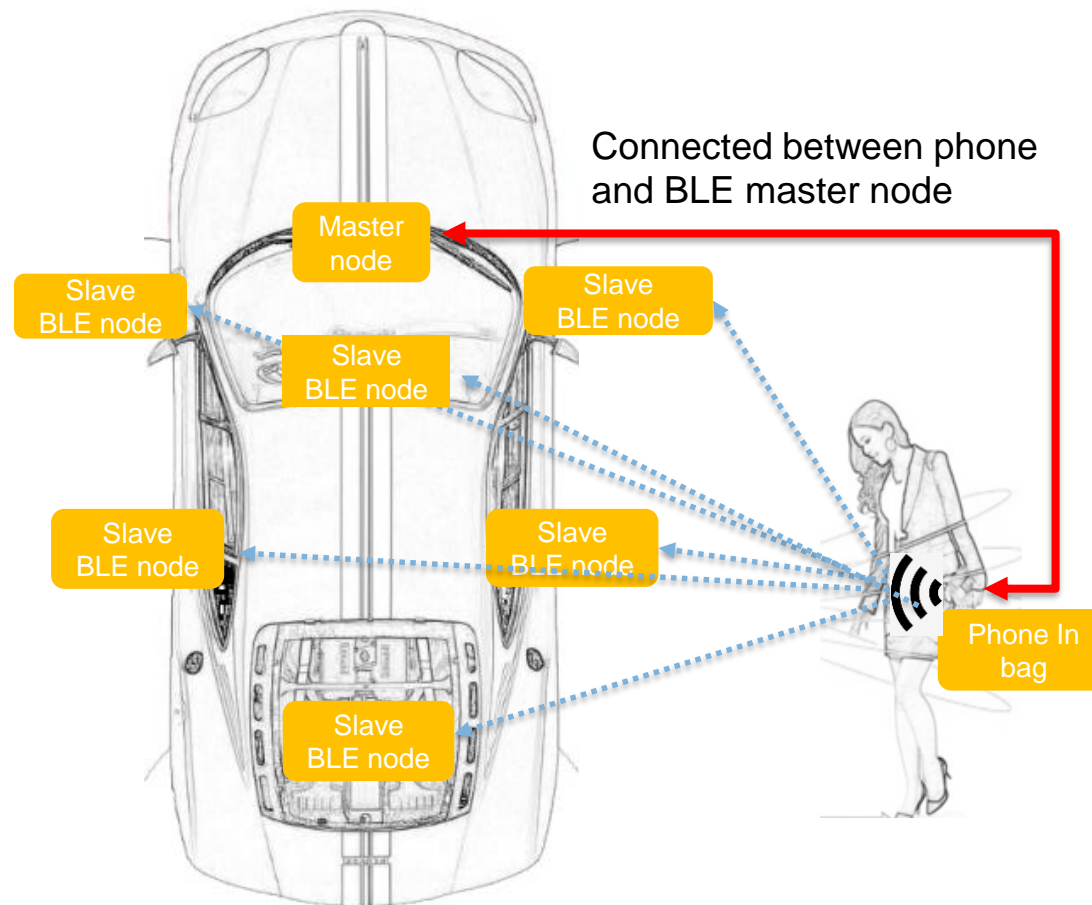 Connected between phone
and BLE master node
Master
node
Slave
BLE node
Slave
BLE node
Slave
BLE node
Slave
BLE node
Slave
BLE node
Phone In
bag
Slave
BLE node